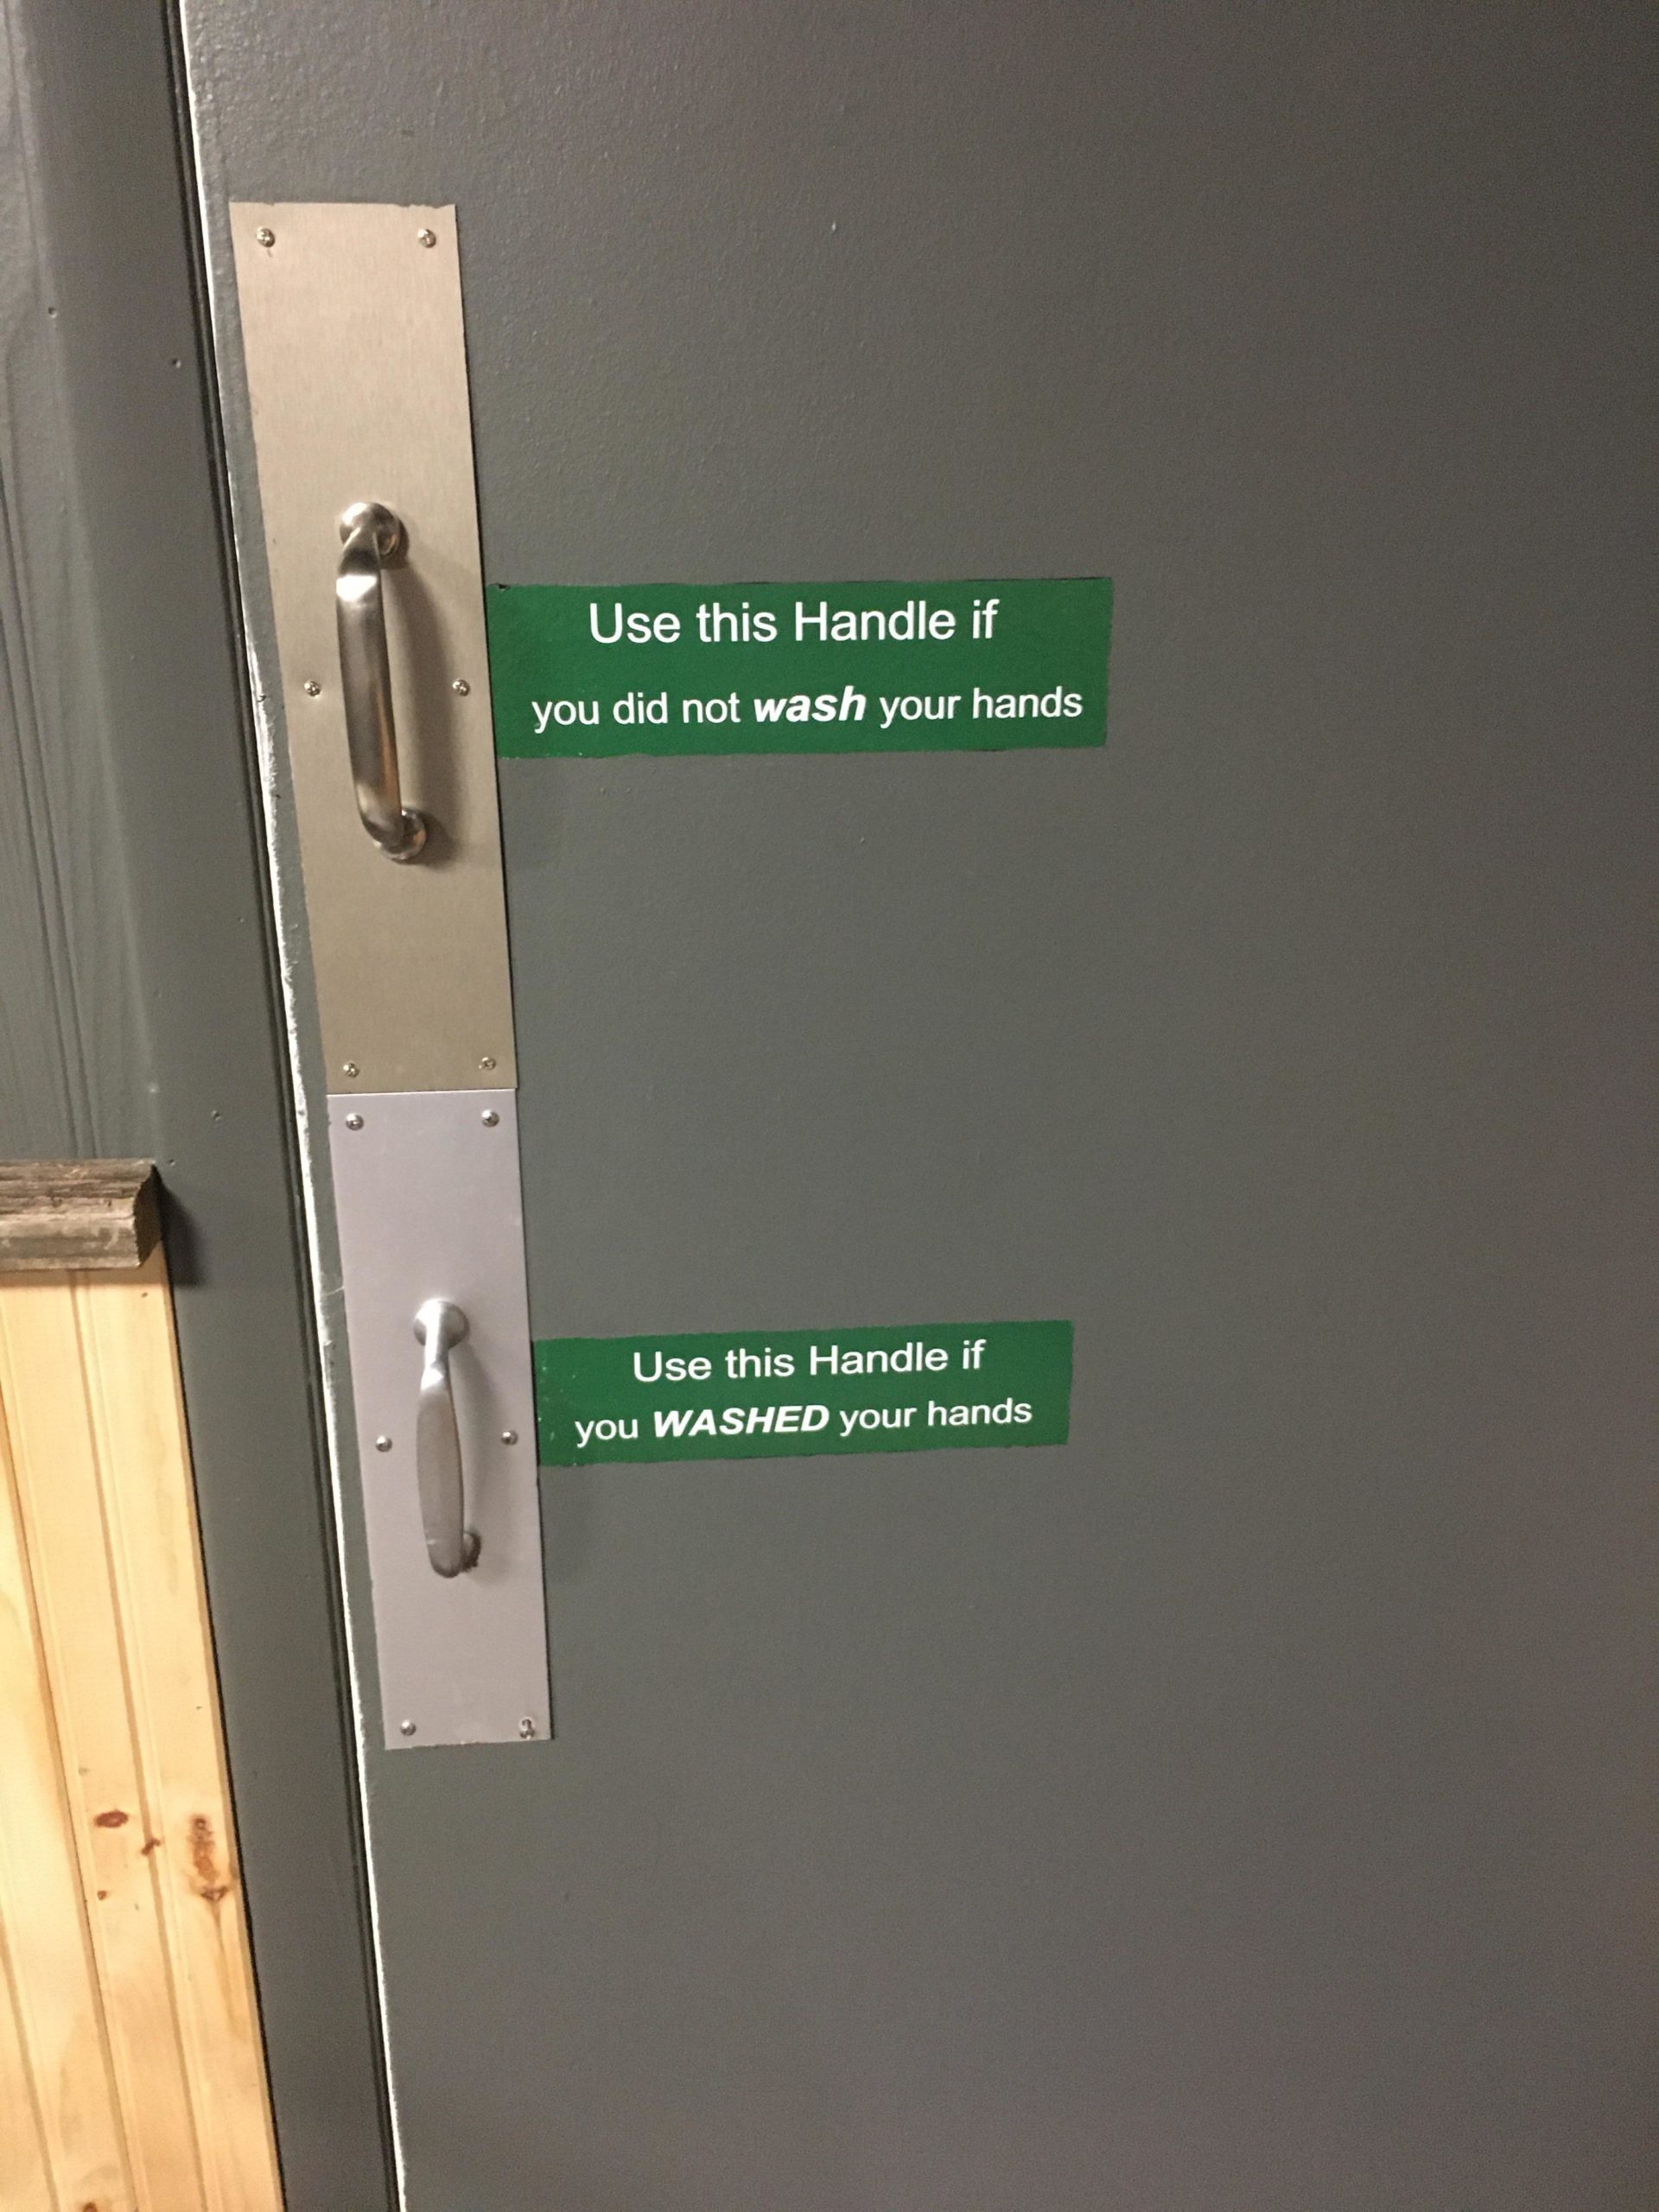 Use this Handle if
you did not wash your hands
Use this Handle if
you WASHED your hands